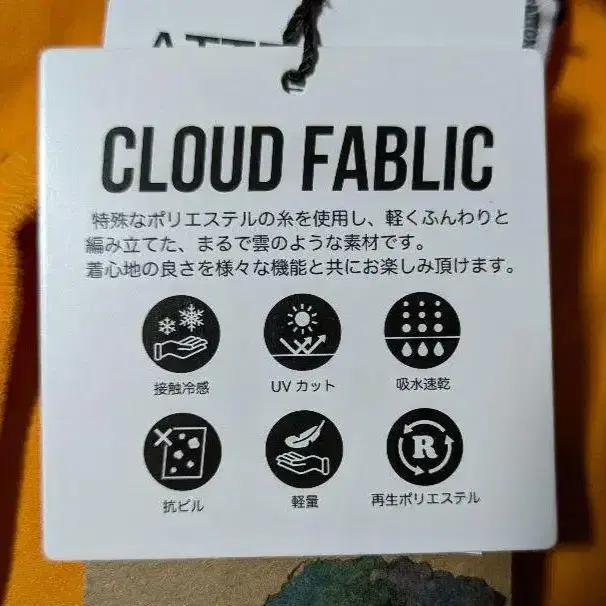 CLOUD FABLIC
特殊なポリエステルの糸を使用し、軽くふんわりと
編み立てた、まるで雲のような素材です。
着心地の良さを様々な機能と共にお楽しみ頂けます。
接触冷感 UV カット 吸水速乾
R
抗ピル 軽量 再生ポリエステル